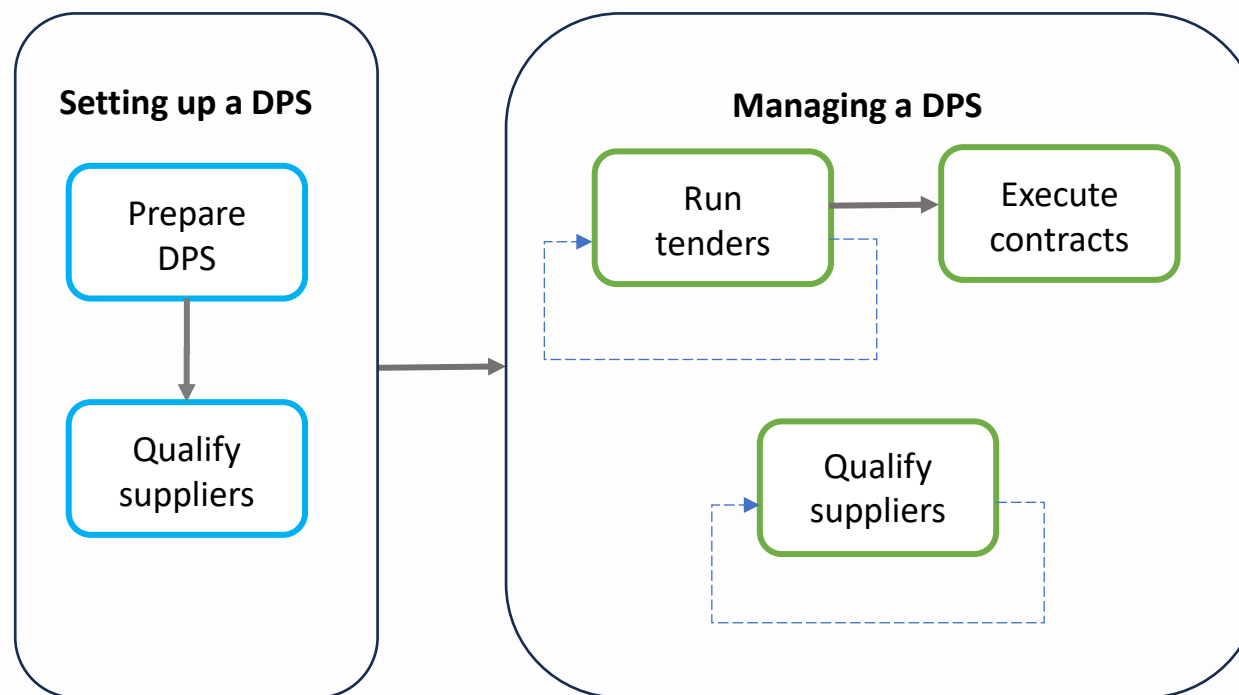 Setting up a DPS
Prepare
DPS
Qualify
suppliers
Managing a DPS
Run
tenders
Execute
contracts
Qualify
suppliers